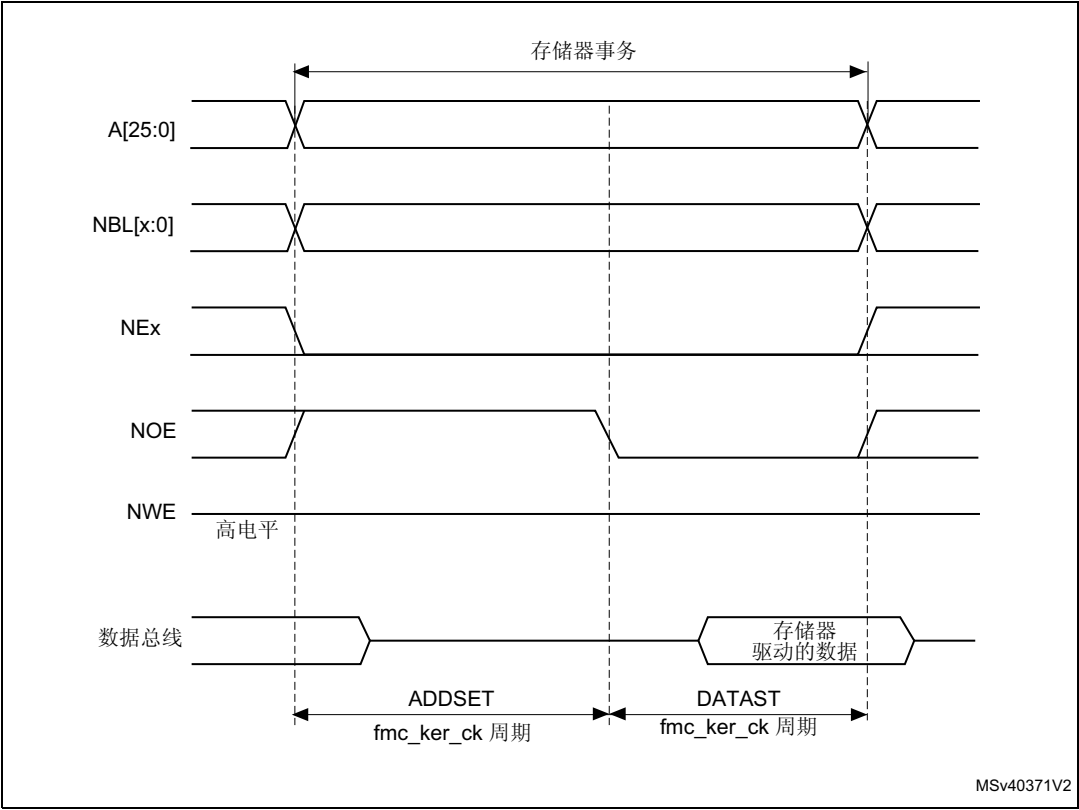 存储器事务
A[25:0]
NBL[x:0]
NEx
NOE
NWE
高电平
数据总线
存储器
驱动的数据
ADDSET
DATAST
fmc_ker_ck 周期
fmc_ker_ck 周期
MSv40371V2